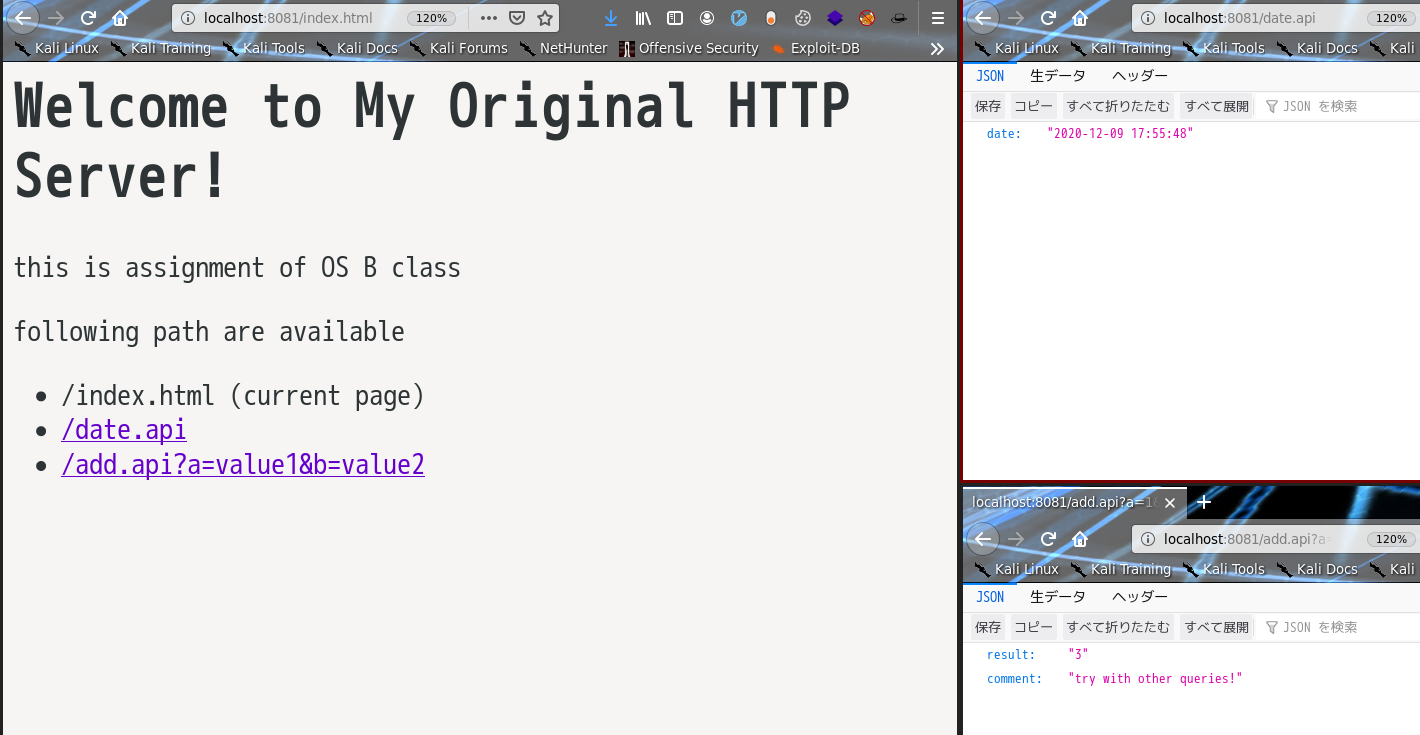 localhost:8081/index.html 120%
Kali Linux Kali Training Kali Tools Kali Docs Kali Forums NetHunter Offensive Security Exploit-DB
Welcome to My Original HTTP
Server!
this is assignment of OS B class
following path are available
/index.html (current page)
/date.api
/add.api?a=value1&b=value2
localhost:8081/date.api 120%
Kali Linux Kali Training Kali Tools Kali Docs Kali
JSON 生データ ヘッダー
保存 コピー すべて折りたたむ すべて展開 JSON を検索
date: "2020-12-09 17:55:48"
localhost:8081/add.api?a=1
localhost:8081/add.api?a= 120%
Kali Linux Kali Training Kali Tools Kali Docs Kali
JSON 生データ ヘッダー
保存 コピー すべて折りたたむ すべて展開 JSON を検索
result: "3"
comment: "try with other queries!"